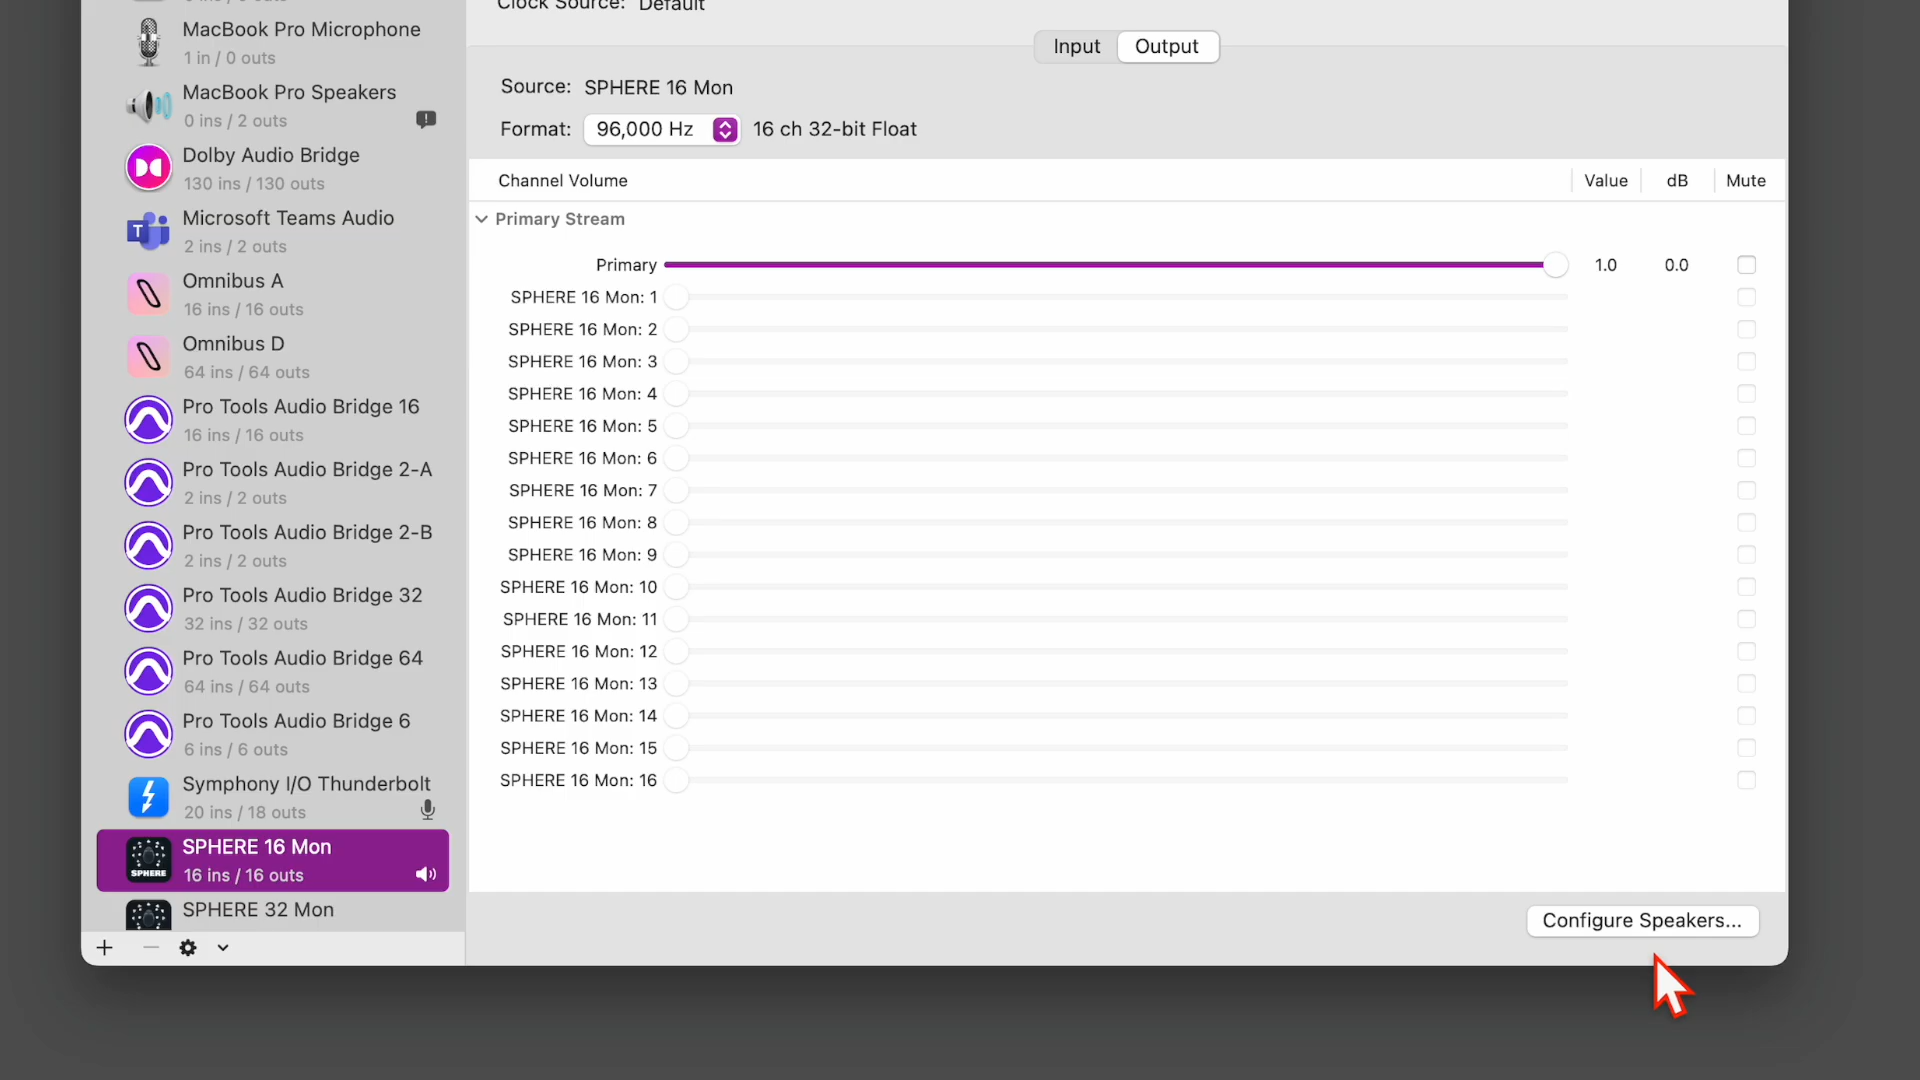 Clock Source: Default
MacBook Pro Microphone
1 in / 0 outs
MacBook Pro Speakers
0 ins / 2 outs
Dolby Audio Bridge
130 ins / 130 outs
Microsoft Teams Audio
2 ins / 2 outs
Omnibus A
16 ins / 16 outs
Omnibus D
64 ins / 64 outs
Pro Tools Audio Bridge 16
16 ins / 16 outs
Pro Tools Audio Bridge 2-A
2 ins / 2 outs
Pro Tools Audio Bridge 2-B
2 ins / 2 outs
Pro Tools Audio Bridge 32
32 ins / 32 outs
Pro Tools Audio Bridge 64
64 ins / 64 outs
Pro Tools Audio Bridge 6
6 ins / 6 outs
Symphony I/O Thunderbolt
20 ins / 18 outs
SPHERE
SPHERE 16 Mon
16 ins / 16 outs
SPHERE 32 Mon
Input Output
Source: SPHERE 16 Mon
Format: 96,000 Hz 16 ch 32-bit Float
Channel Volume Value dB Mute
Primary Stream
Primary 1.0 0.0
SPHERE 16 Mon: 1
SPHERE 16 Mon: 2
SPHERE 16 Mon: 3
SPHERE 16 Mon: 4
SPHERE 16 Mon: 5
SPHERE 16 Mon: 6
SPHERE 16 Mon: 7
SPHERE 16 Mon: 8
SPHERE 16 Mon: 9
SPHERE 16 Mon: 10
SPHERE 16 Mon: 11
SPHERE 16 Mon: 12
SPHERE 16 Mon: 13
SPHERE 16 Mon: 14
SPHERE 16 Mon: 15
SPHERE 16 Mon: 16
Configure Speakers...